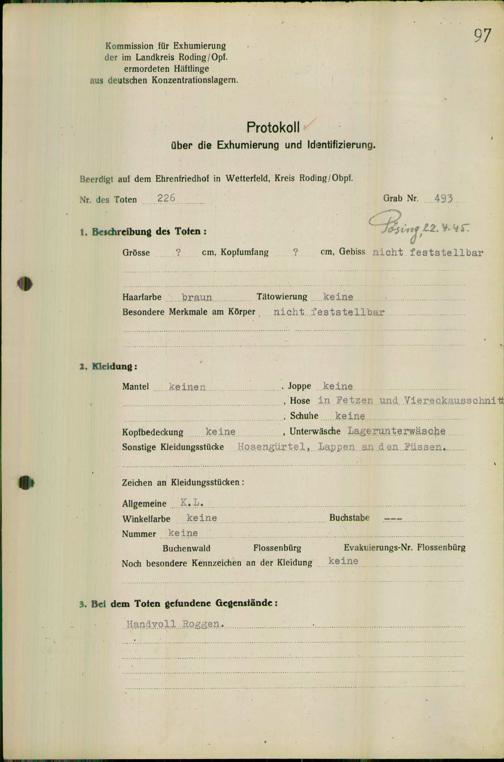 97
Kommission für Exhumierung
der im Landkreis Roding/Opf.
ermordeten Häftlinge
aus deutschen Konzentrationslagern.
Protokoll
über die Exhumierung und Identifizierung.
Beerdigt auf dem Ehrenfriedhof in Wetterfeld, Kreis Roding/Obpf.
Nr. des Toten 226 Grab Nr. 493
Pösing 22.4.45.
1. Beschreibung des Toten:
Grösse ? cm, Kopfumfang ? cm, Gebiss nicht feststellbar
Haarfarbe braun Tätowierung keine
Besondere Merkmale am Körper nicht feststellbar
2. Kleidung:
Mantel keinen , Joppe keine
, Hose in Fetzen und Viereckausschnitt
, Schuhe keine
Kopfbedeckung keine , Unterwäsche Lagerunterwäsche
Sonstige Kleidungsstücke Hosengürtel, Lappen an den Füssen.
Zeichen an Kleidungsstücken:
Allgemeine K.L.
Winkelfarbe keine Buchstabe ---
Nummer keine
Buchenwald Flossenbürg Evakuierungs-Nr. Flossenbürg
Noch besondere Kennzeichen an der Kleidung keine
3. Bei dem Toten gefundene Gegenstände:
Handvoll Roggen.